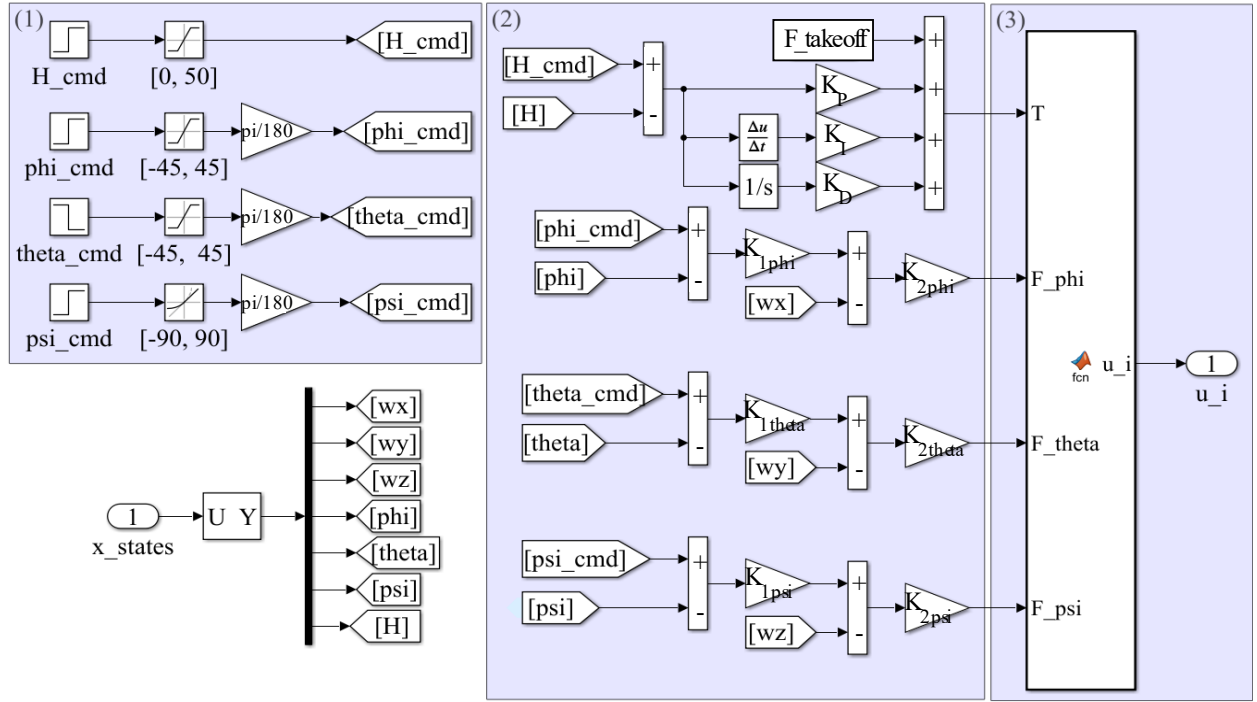 (1)
H_cmd
[0, 50]
[H_cmd]
phi_cmd
[-45, 45]
pi/180
[phi_cmd]
theta_cmd
[-45, 45]
pi/180
[theta_cmd]
psi_cmd
[-90, 90]
pi/180
[psi_cmd]
1
x_states
U Y
[wx]
[wy]
[wz]
[phi]
[theta]
[psi]
[H]
(2)
F_takeoff
[H_cmd]
[H]
+
-
Δu
Δt
1/s
K_P
K_I
K_D
+
+
+
+
[phi_cmd]
[phi]
+
-
K_1phi
[wx]
+
-
K_2phi
[theta_cmd]
[theta]
+
-
K_1theta
[wy]
+
-
K_2theta
[psi_cmd]
[psi]
+
-
K_1psi
[wz]
+
-
K_2psi
(3)
T
F_phi
F_theta
F_psi
fcn
u_i
1
u_i